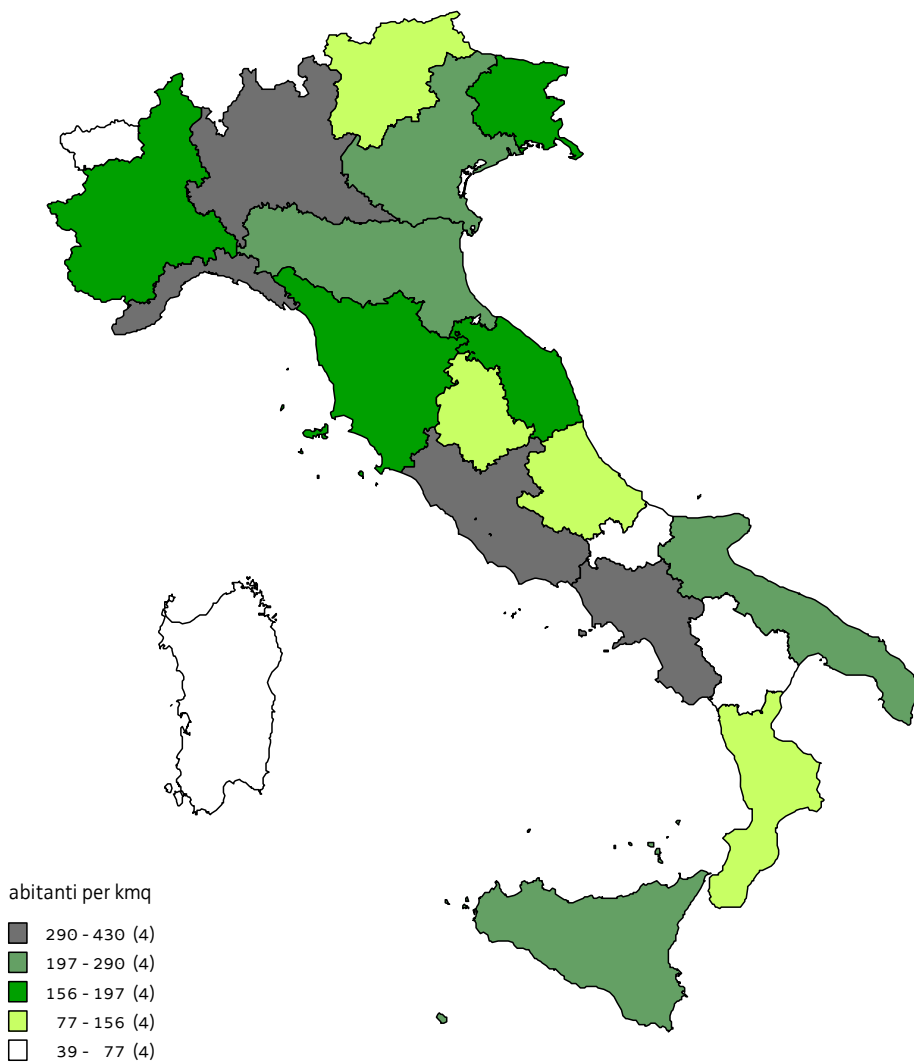 abitanti per kmq
290 - 430 (4)
197 - 290 (4)
156 - 197 (4)
77 - 156 (4)
39 - 77 (4)